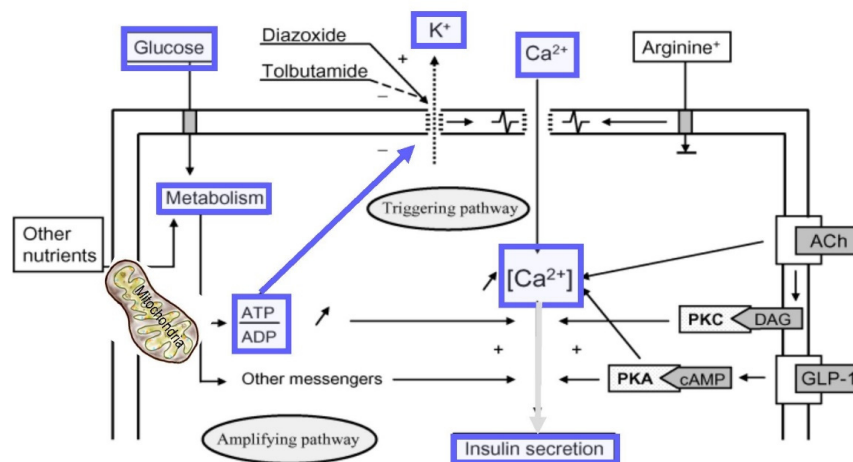 Glucose
Diazoxide
Tolbutamide
K⁺
Ca²⁺
Arginine⁺
+
–
–
Metabolism
Triggering pathway
Other
nutrients
Mitochondria
ATP
ADP
[Ca²⁺]
ACh
PKC
DAG
+
+
Other messengers
PKA
cAMP
GLP-1
Amplifying pathway
Insulin secretion